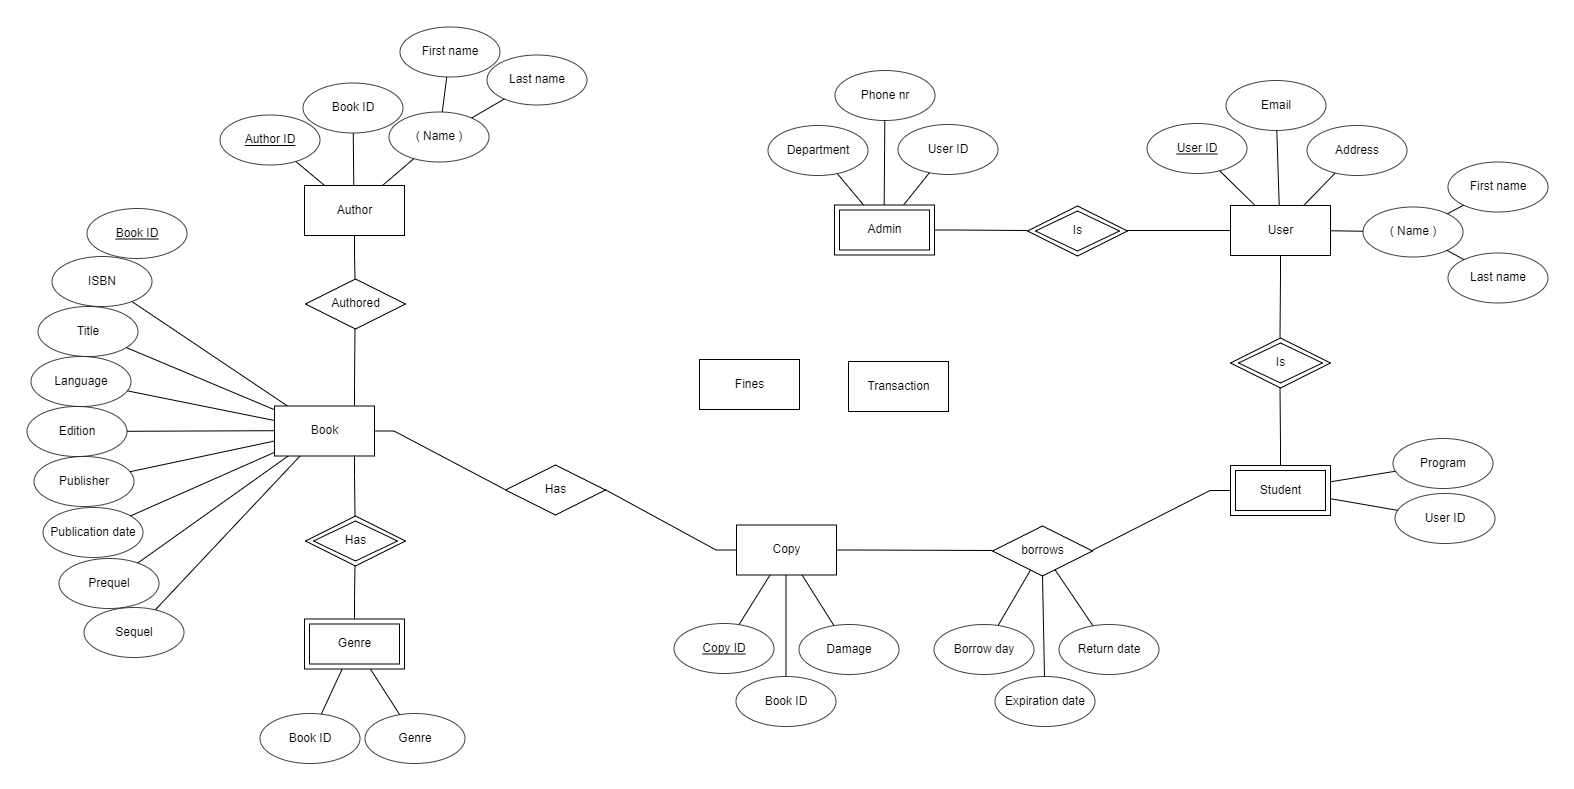 First name
Last name
Book ID
( Name )
Author ID
Author
Phone nr
Department
User ID
Admin
Is
Email
User ID
Address
User
( Name )
First name
Last name
Book ID
ISBN
Title
Language
Edition
Publisher
Publication date
Prequel
Sequel
Authored
Book
Has
Genre
Book ID
Genre
Has
Fines
Transaction
Is
Student
Program
User ID
Copy
Copy ID
Damage
Book ID
borrows
Borrow day
Return date
Expiration date